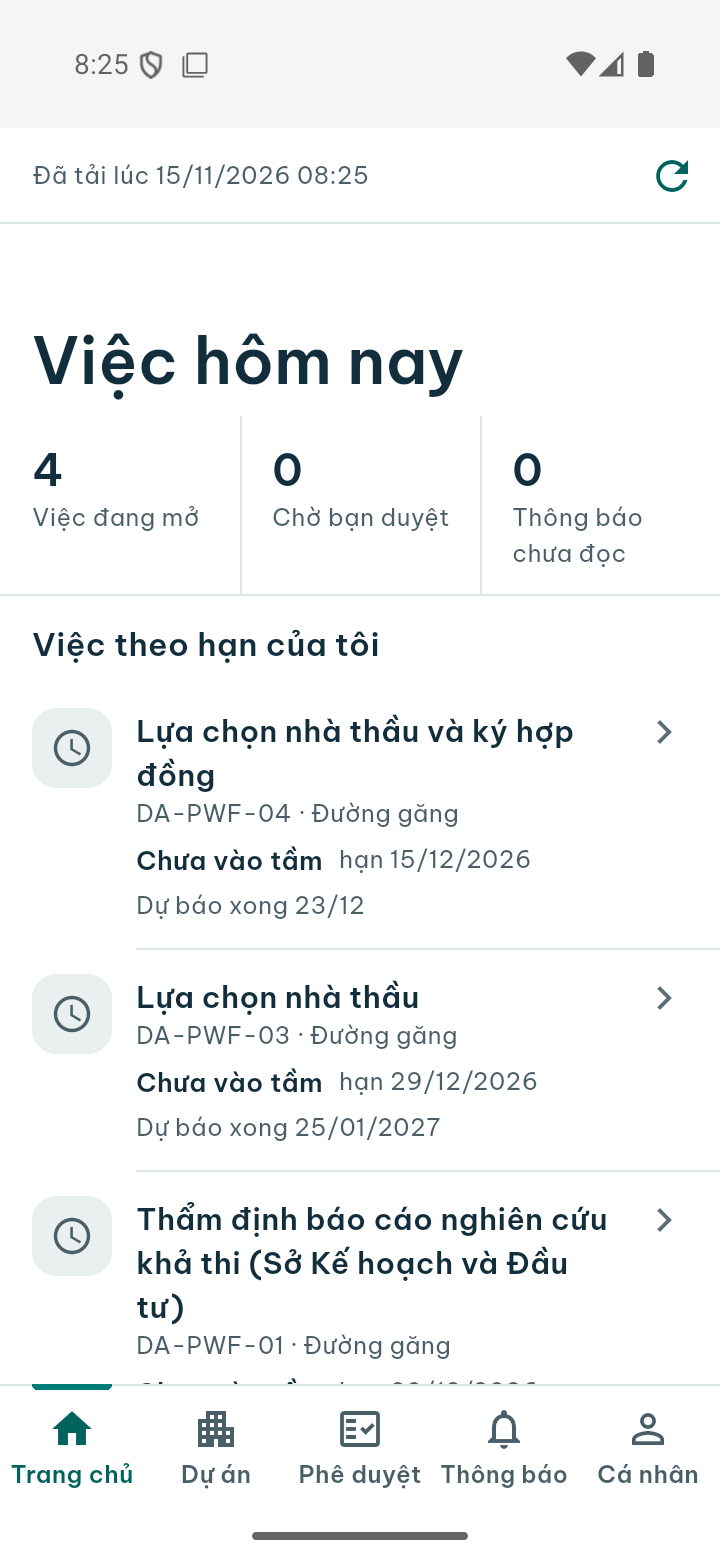 8:25
Đã tải lúc 15/11/2026 08:25
Việc hôm nay
4
Việc đang mở
0
Chờ bạn duyệt
0
Thông báo
chưa đọc
Việc theo hạn của tôi
Lựa chọn nhà thầu và ký hợp
đồng
DA-PWF-04 · Đường găng
Chưa vào tầm hạn 15/12/2026
Dự báo xong 23/12
Lựa chọn nhà thầu
DA-PWF-03 · Đường găng
Chưa vào tầm hạn 29/12/2026
Dự báo xong 25/01/2027
Thẩm định báo cáo nghiên cứu
khả thi (Sở Kế hoạch và Đầu
tư)
DA-PWF-01 · Đường găng
Trang chủ
Dự án
Phê duyệt
Thông báo
Cá nhân